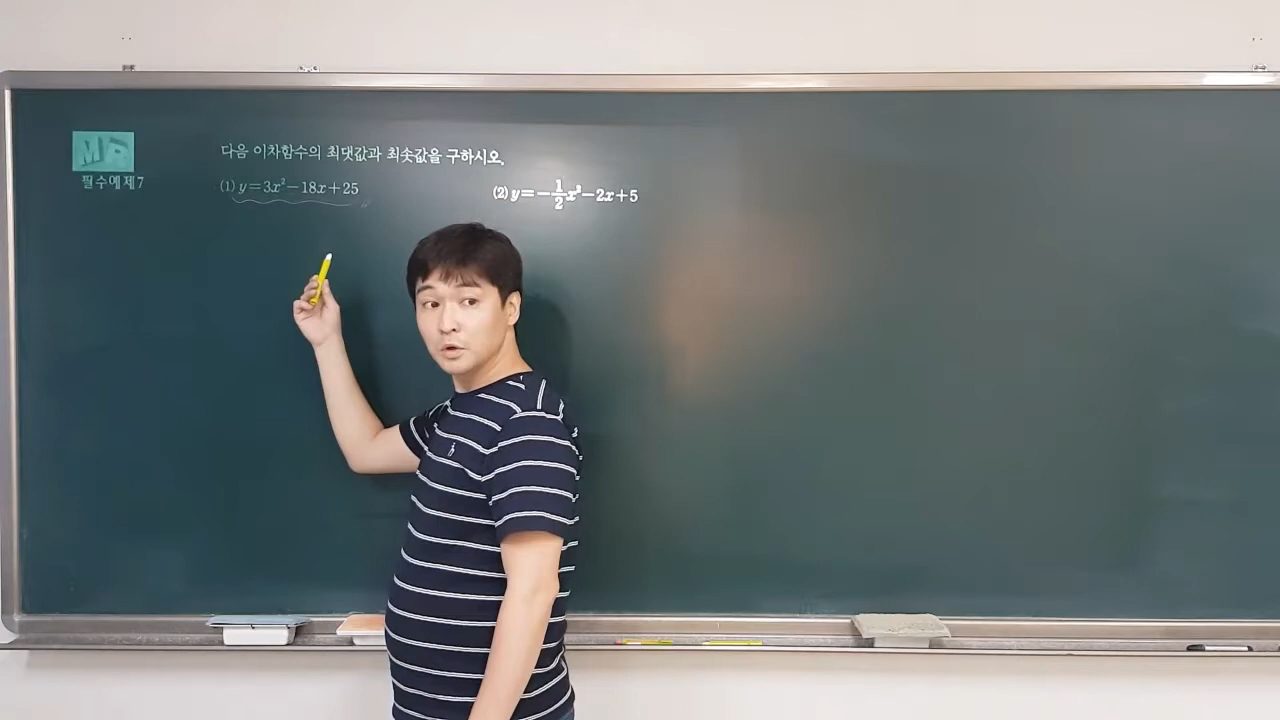 MP
필수예제7
다음 이차함수의 최댓값과 최솟값을 구하시오.
(1) y=3x²-18x+25
(2) y=-1/2x²-2x+5